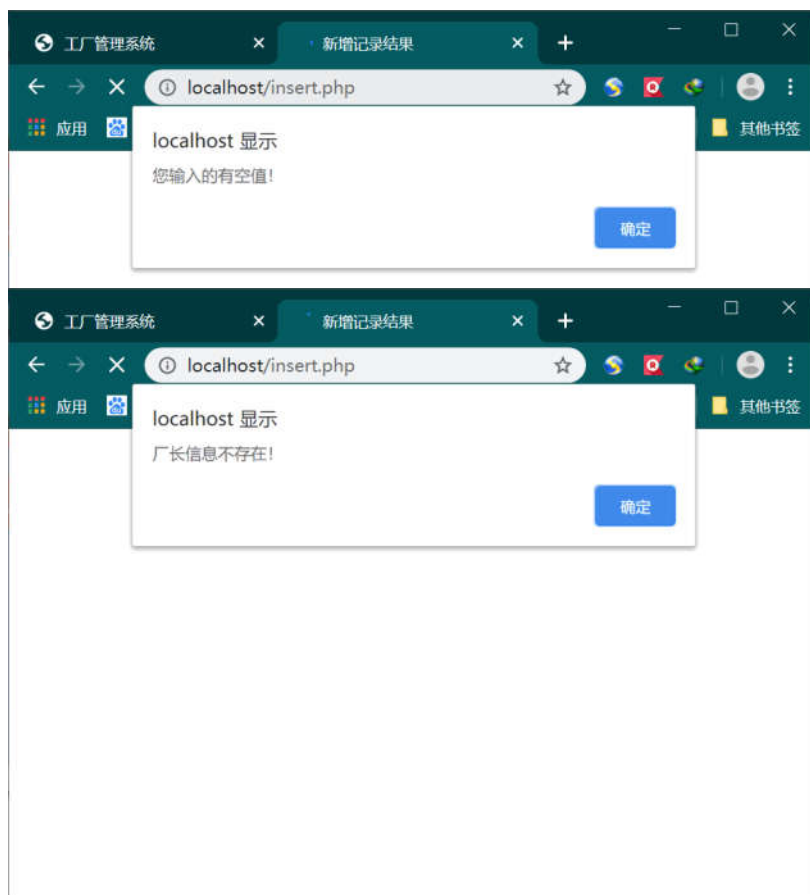 工厂管理系统
新增记录结果
localhost/insert.php
应用
其他书签
localhost 显示
您输入的有空值！
确定
工厂管理系统
新增记录结果
localhost/insert.php
应用
其他书签
localhost 显示
厂长信息不存在！
确定